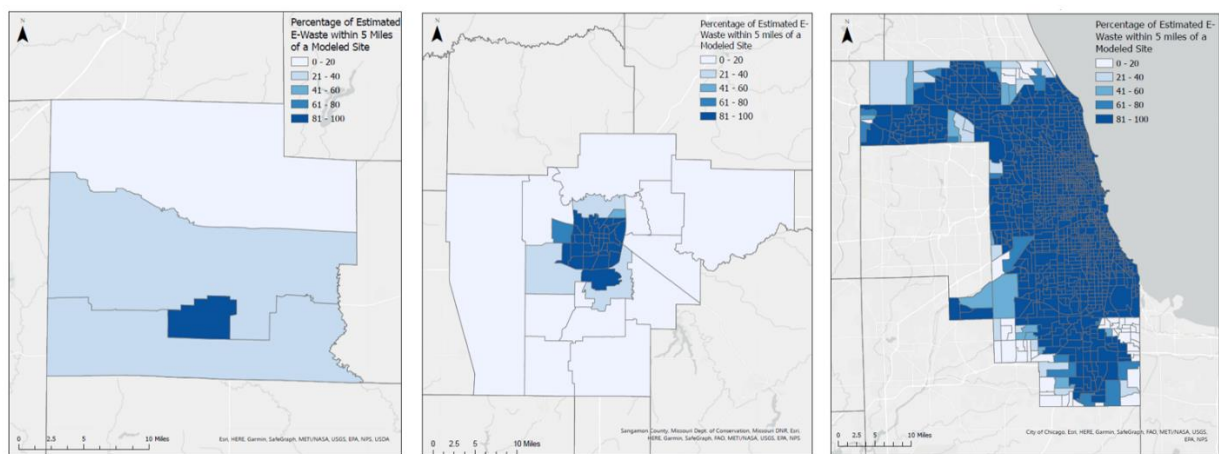 N
Percentage of Estimated
E-Waste within 5 Miles
of a Modeled Site
0 - 20
21 - 40
41 - 60
61 - 80
81 - 100
0 2.5 5 10 Miles
Esri, HERE, Garmin, SafeGraph, METI/NASA, USGS, EPA, NPS, USDA
N
Percentage of Estimated E-
Waste within 5 miles of a
Modeled Site
0 - 20
21 - 40
41 - 60
61 - 80
81 - 100
0 2.5 5 10 Miles
Sangamon County, Missouri Dept. of Conservation, Missouri DNR, Esri,
HERE, Garmin, SafeGraph, FAO, METI/NASA, USGS, EPA, NPS
N
Percentage of Estimated E-
Waste within 5 miles of a
Modeled Site
0 - 20
21 - 40
41 - 60
61 - 80
81 - 100
0 2.5 5 10 Miles
City of Chicago, Esri, HERE, Garmin, SafeGraph, FAO, METI/NASA, USGS,
EPA, NPS